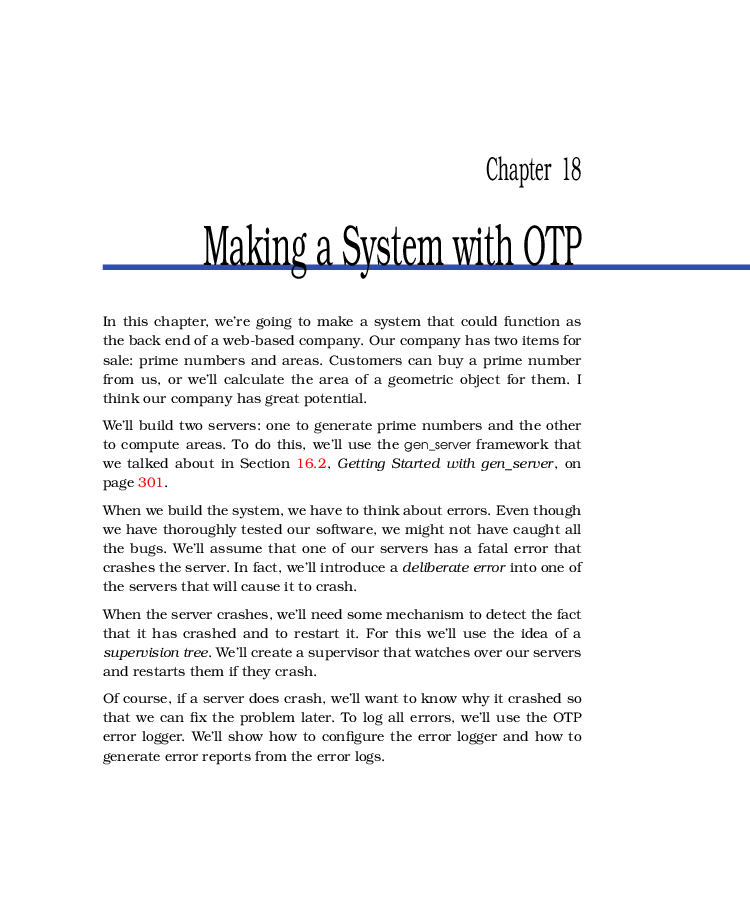 Chapter 18
Making a System with OTP
In this chapter, we're going to make a system that could function as
the back end of a web-based company. Our company has two items for
sale: prime numbers and areas. Customers can buy a prime number
from us, or we'll calculate the area of a geometric object for them. I
think our company has great potential.
We'll build two servers: one to generate prime numbers and the other
to compute areas. To do this, we'll use the gen_server framework that
we talked about in Section 16.2, Getting Started with gen_server, on
page 301.
When we build the system, we have to think about errors. Even though
we have thoroughly tested our software, we might not have caught all
the bugs. We'll assume that one of our servers has a fatal error that
crashes the server. In fact, we'll introduce a deliberate error into one of
the servers that will cause it to crash.
When the server crashes, we'll need some mechanism to detect the fact
that it has crashed and to restart it. For this we'll use the idea of a
supervision tree. We'll create a supervisor that watches over our servers
and restarts them if they crash.
Of course, if a server does crash, we'll want to know why it crashed so
that we can fix the problem later. To log all errors, we'll use the OTP
error logger. We'll show how to configure the error logger and how to
generate error reports from the error logs.